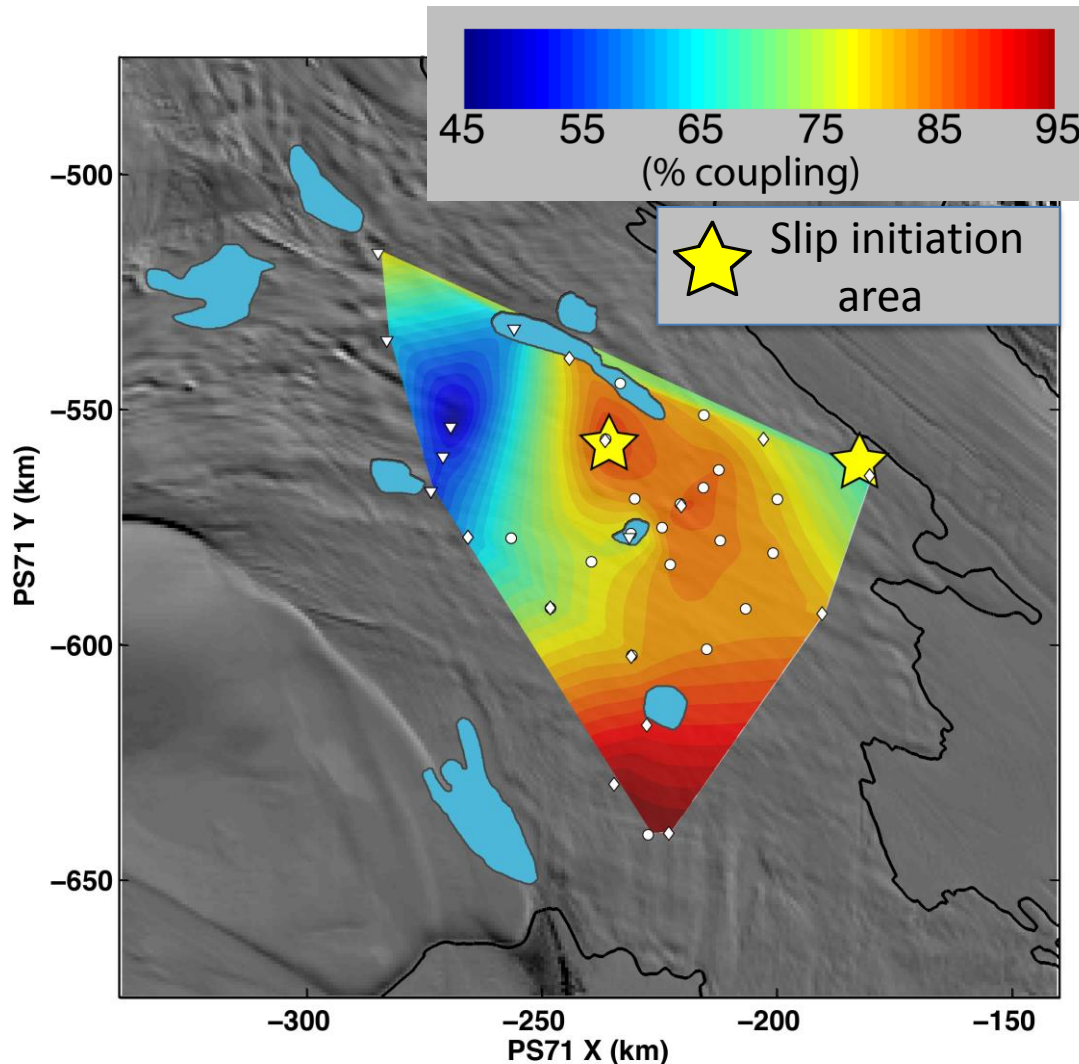 45 55 65 75 85 95
(% coupling)
Slip initiation
area
−500
−550
−600
−650
PS71 Y (km)
−300 −250 −200 −150
PS71 X (km)